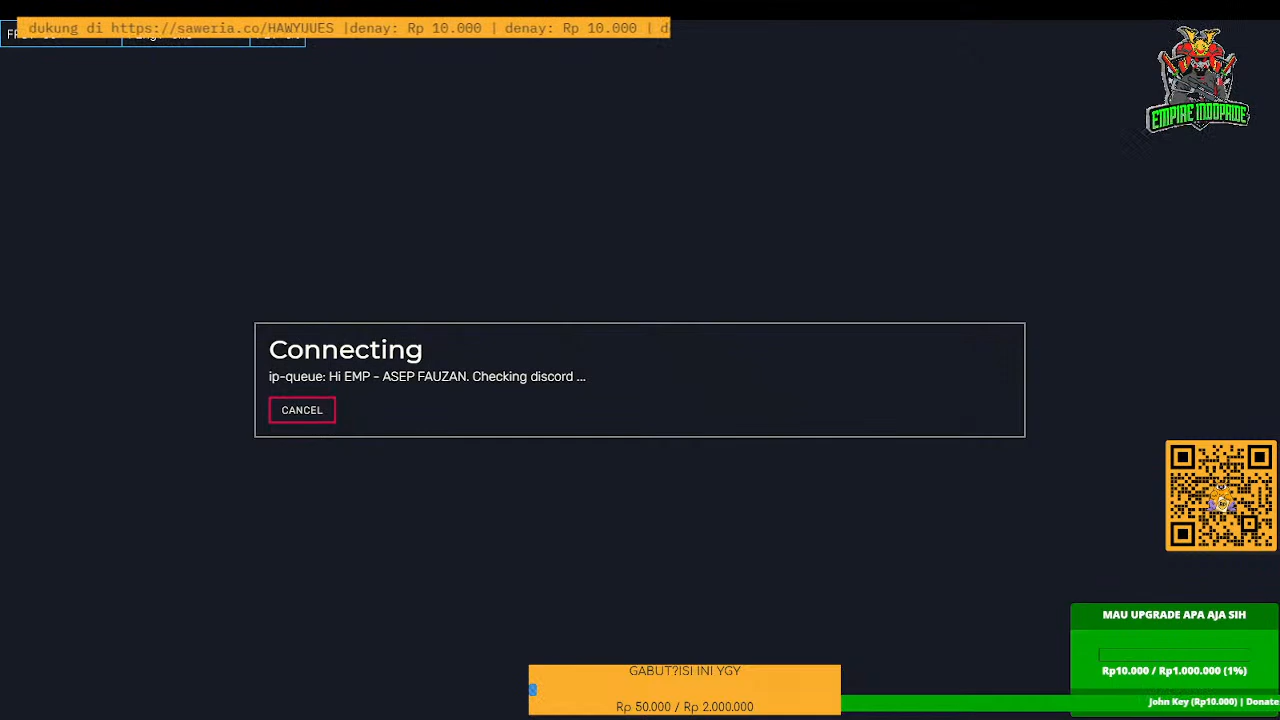 dukung di https://saweria.co/HAWYUUES |denay: Rp 10.000 | denay: Rp 10.000 | d
EMPIRE INDOPRIDE
Connecting
ip-queue: Hi EMP - ASEP FAUZAN. Checking discord ...
CANCEL
MAU UPGRADE APA AJA SIH
Rp10.000 / Rp1.000.000 (1%)
GABUT?ISI INI YGY
Rp 50.000 / Rp 2.000.000
John Key (Rp10.000) | Donate